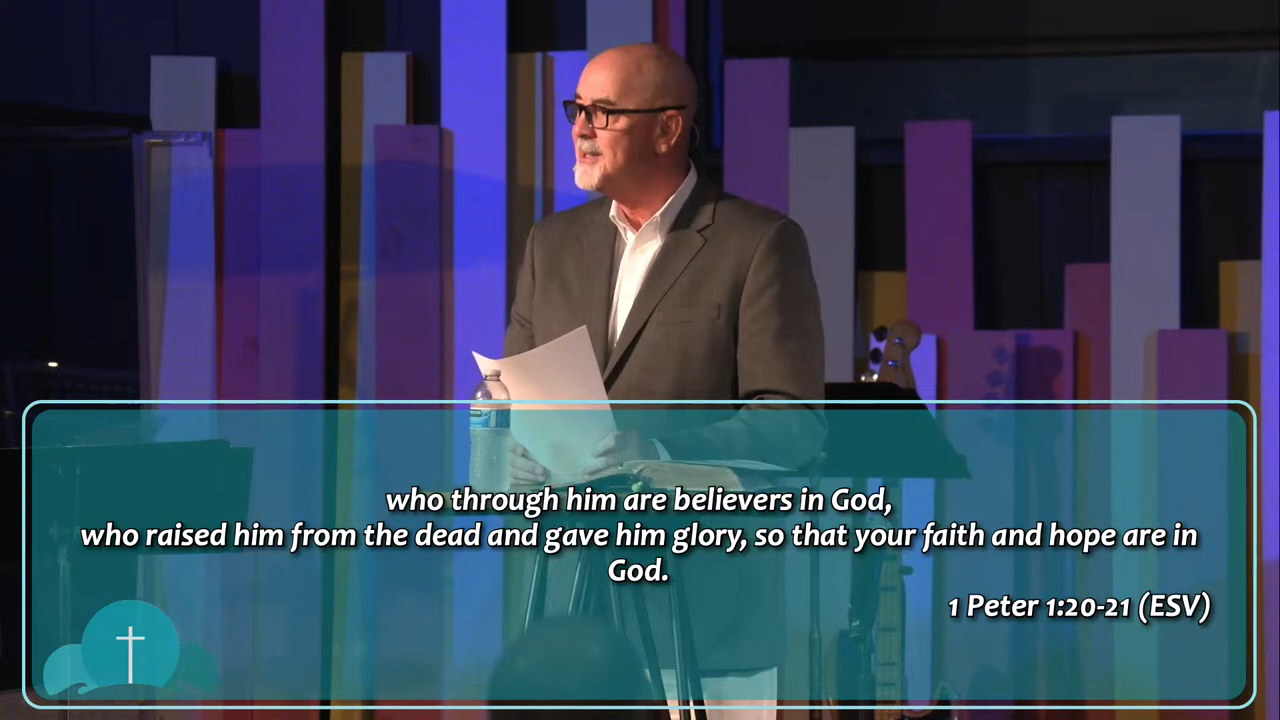 who through him are believers in God,
who raised him from the dead and gave him glory, so that your faith and hope are in
God.
1 Peter 1:20-21 (ESV)